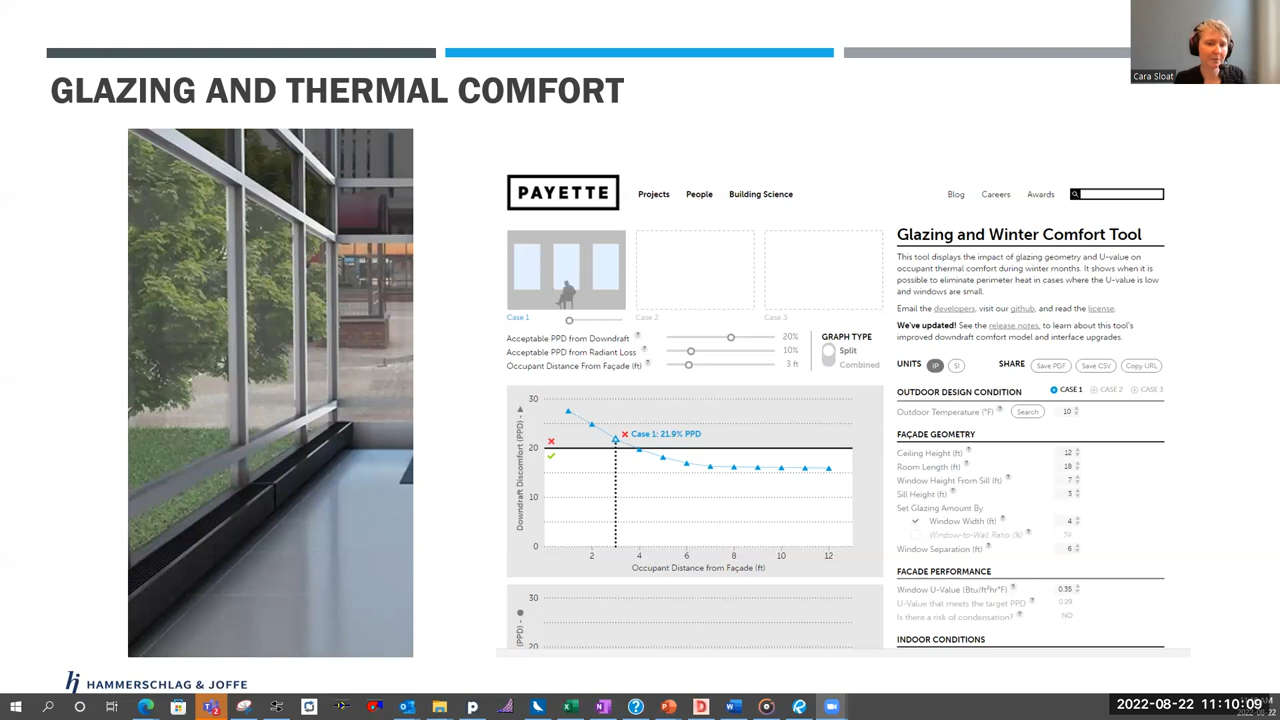 Cara Sloat
GLAZING AND THERMAL COMFORT
PAYETTE
Projects People Building Science
Blog Careers Awards
Case 1
Case 2
Case 3
Acceptable PPD from Downdraft ? 20%
Acceptable PPD from Radiant Loss ? 10%
Occupant Distance From Façade (ft) ? 3 ft
GRAPH TYPE
Split
Combined
Downdraft Discomfort (PPD) -
30
20
10
0
Case 1: 21.9% PPD
2 4 6 8 10 12
Occupant Distance from Façade (ft)
(PPD) -
30
20
Glazing and Winter Comfort Tool
This tool displays the impact of glazing geometry and U-value on
occupant thermal comfort during winter months. It shows when it is
possible to eliminate perimeter heat in cases where the U-value is low
and windows are small.
Email the developers, visit our github, and read the license.
We've updated! See the release notes, to learn about this tool's
improved downdraft comfort model and interface upgrades.
UNITS IP SI SHARE Save PDF Save CSV Copy URL
OUTDOOR DESIGN CONDITION CASE 1 CASE 2 CASE 3
Outdoor Temperature (°F) ? Search 10
FAÇADE GEOMETRY
Ceiling Height (ft) ? 12
Room Length (ft) ? 18
Window Height From Sill (ft) ? 7
Sill Height (ft) ? 3
Set Glazing Amount By
Window Width (ft) ? 4
Window-to-Wall Ratio (%) ? 59
Window Separation (ft) ? 6
FACADE PERFORMANCE
Window U-Value (Btu/ft²hr°F) ? 0.35
U-Value that meets the target PPD ? 0.29
Is there a risk of condensation? ? NO
INDOOR CONDITIONS
hj HAMMERSCHLAG & JOFFE
2022-08-22 11:10:09
2022-08-22